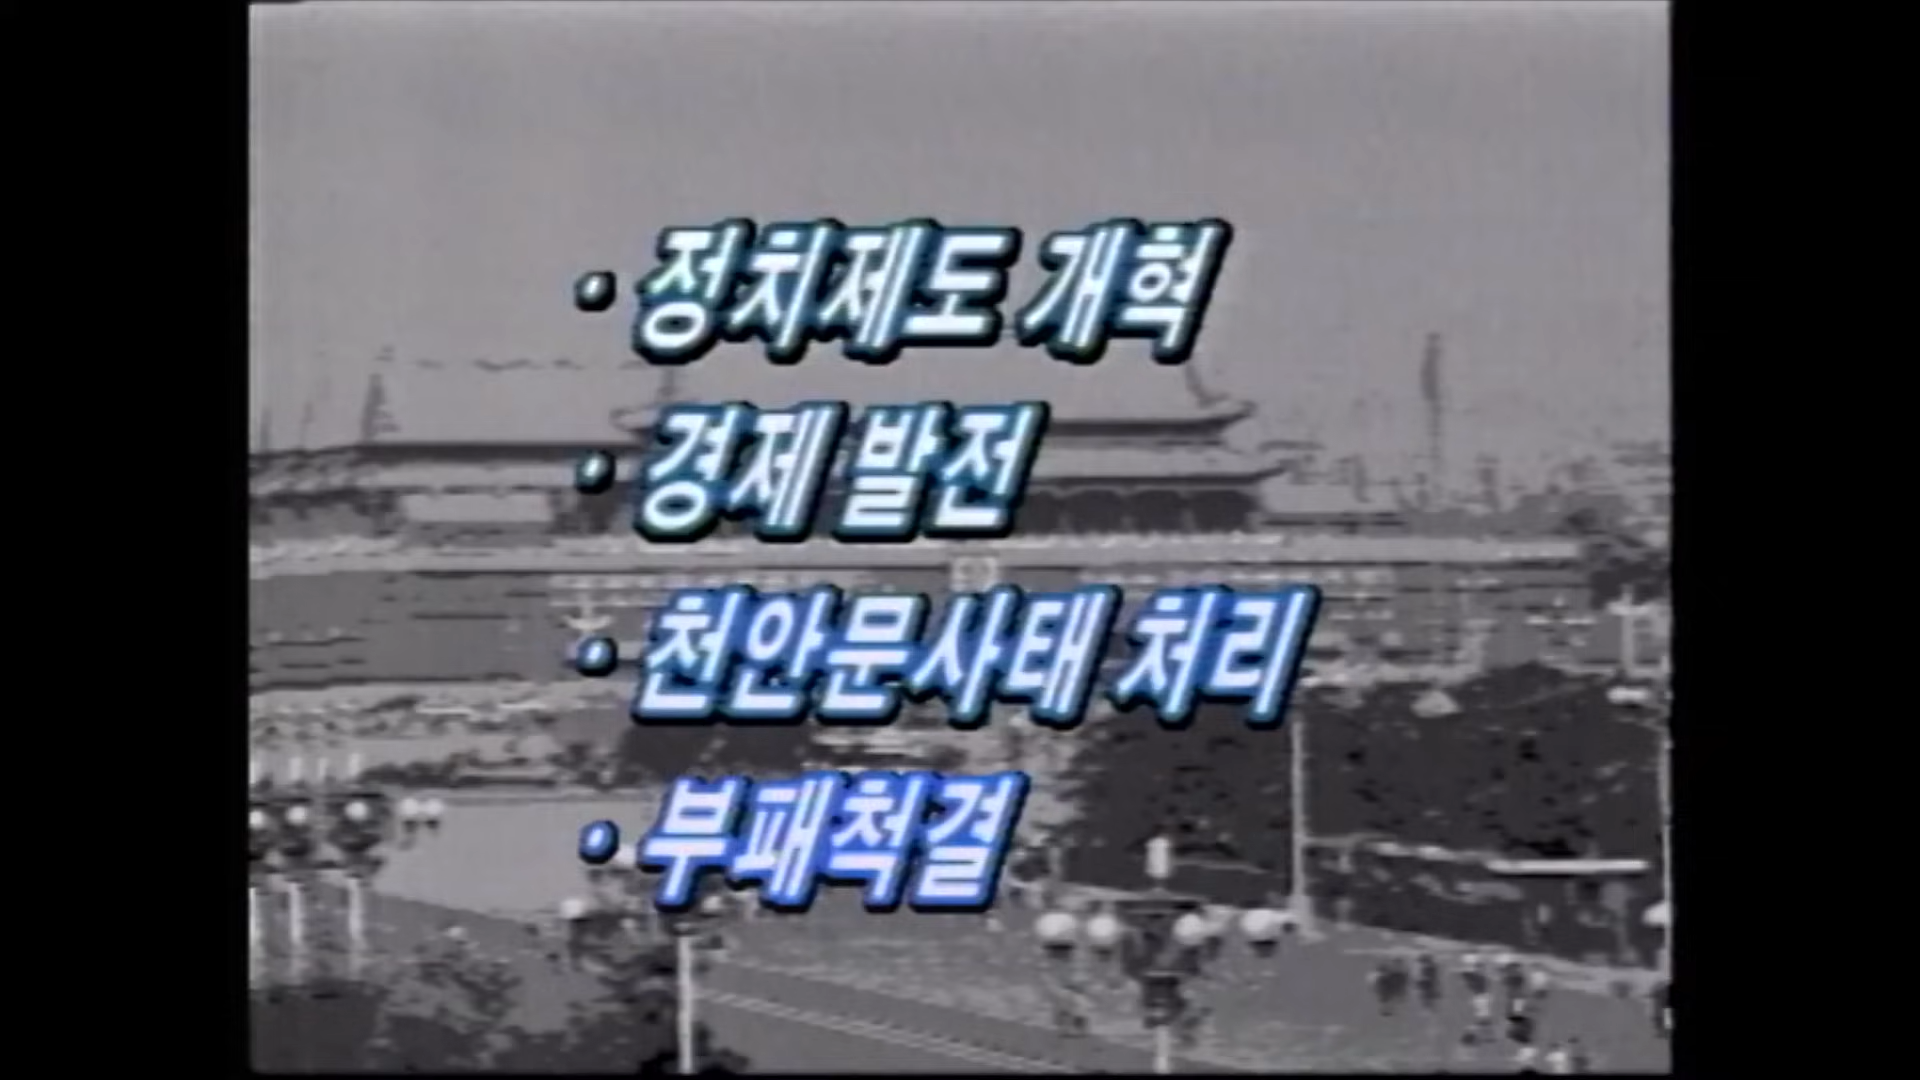 · 정치제도 개혁
· 경제 발전
· 천안문사태 처리
· 부패척결